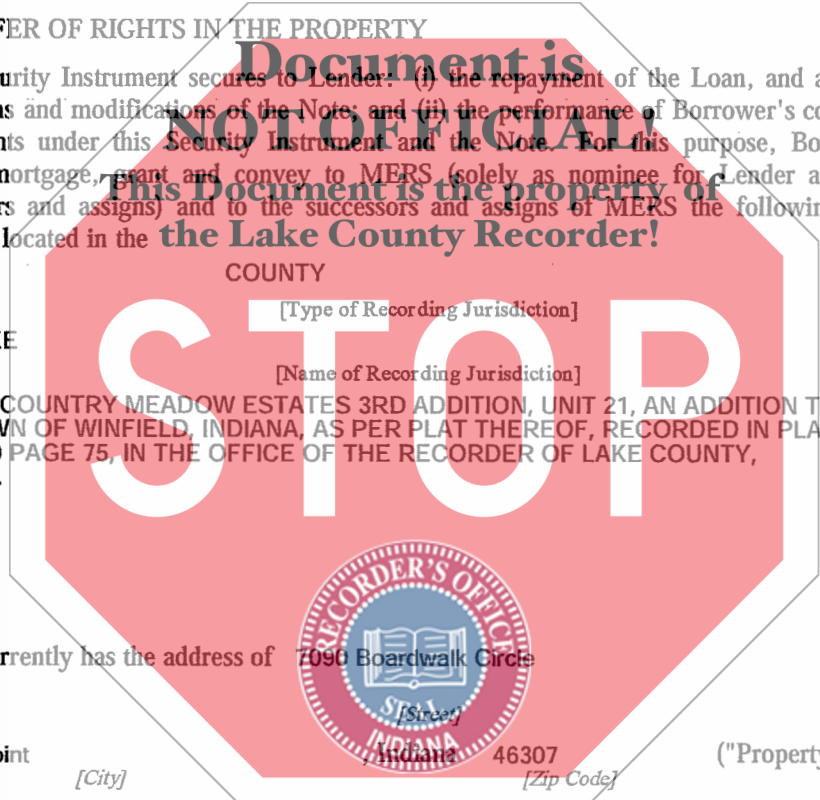 FER OF RIGHTS IN THE PROPERTY
Document is
urity Instrument secures to Lender: (i) the repayment of the Loan, and a
s and modifications of the Note; and (ii) the performance of Borrower's co
NOT OFFICIAL!
nts under this Security Instrument and the Note. For this purpose, Bo
mortgage, grant and convey to MERS (solely as nominee for Lender a
This Document is the property of
rs and assigns) and to the successors and assigns of MERS the followin
located in the
the Lake County Recorder!
COUNTY
[Type of Recording Jurisdiction]
KE
[Name of Recording Jurisdiction]
STOP
COUNTRY MEADOW ESTATES 3RD ADDITION, UNIT 21, AN ADDITION T
WN OF WINFIELD, INDIANA, AS PER PLAT THEREOF, RECORDED IN PLA
PAGE 75, IN THE OFFICE OF THE RECORDER OF LAKE COUNTY,
RECORDER'S OFFICE
SEAL
INDIANA
rrently has the address of 7090 Boardwalk Circle
[Street]
oint , Indiana 46307 ("Property
[City] [Zip Code]